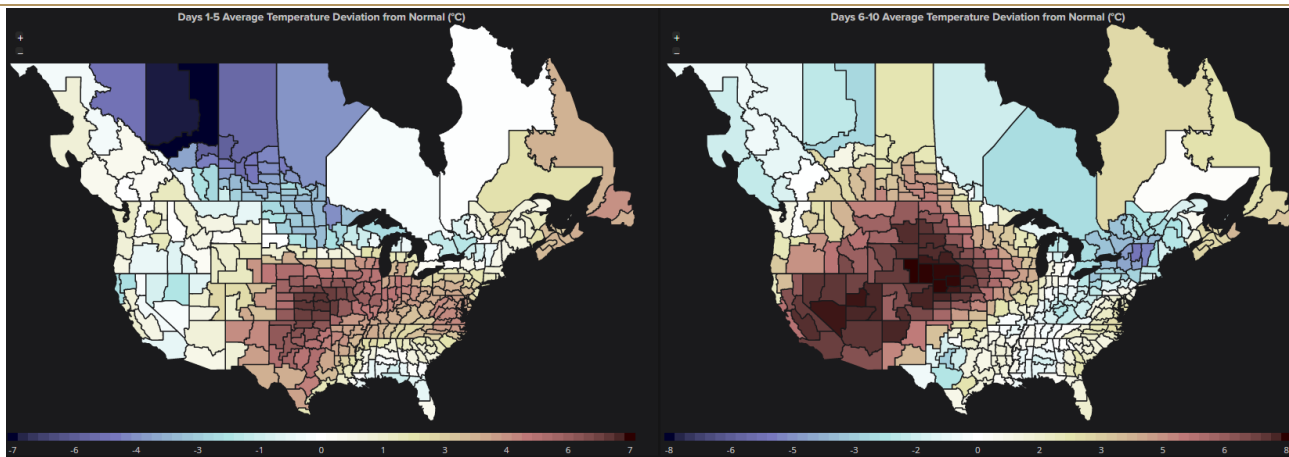 Days 1-5 Average Temperature Deviation from Normal (°C)
+
−
-7 -6 -4 -3 -1 0 1 3 4 6 7
Days 6-10 Average Temperature Deviation from Normal (°C)
+
−
-8 -6 -5 -3 -2 0 2 3 5 6 8